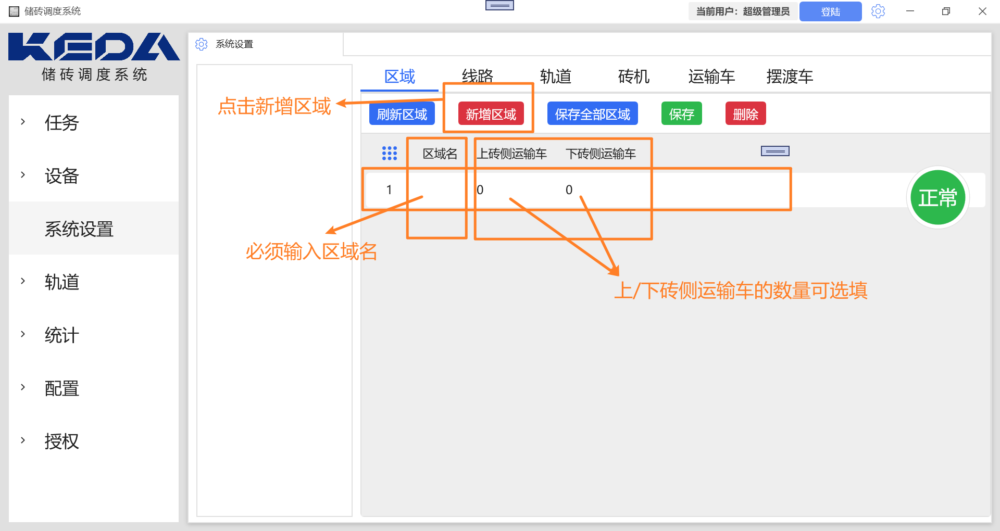 储砖调度系统
当前用户：超级管理员
登陆
KEDA
储砖调度系统
系统设置
任务
设备
系统设置
轨道
统计
配置
授权
区域 线路 轨道 砖机 运输车 摆渡车
点击新增区域
刷新区域 新增区域 保存全部区域 保存 删除
区域名 上砖侧运输车 下砖侧运输车
1 0 0
正常
必须输入区域名
上/下砖侧运输车的数量可选填